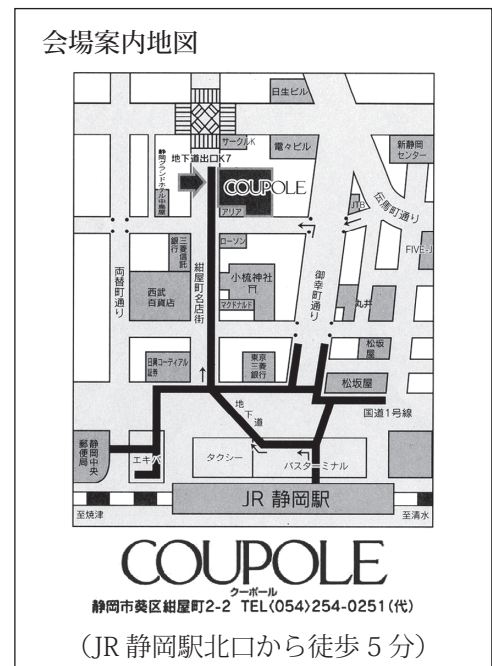 会場案内地図
日生ビル
サークルK
電々ビル
新静岡
センター
地下道出口K7
静岡グランドホテル中島屋
COUPOLE
アリア
JTB
伝馬町通り
ローソン
三菱信託
銀行
FIVE-J
両替町通り
紺屋町名店街
小梳神社
御幸町通り
西武
百貨店
マクドナルド
丸井
松坂
屋
日興コーディアル
証券
東京
三菱
銀行
松坂屋
国道1号線
地下道
静岡中央
郵便局
エキパ
タクシー
バスターミナル
JR 静岡駅
至焼津
至清水
COUPOLE
クーポール
静岡市葵区紺屋町2-2 TEL(054)254-0251(代)
(JR 静岡駅北口から徒歩 5 分)